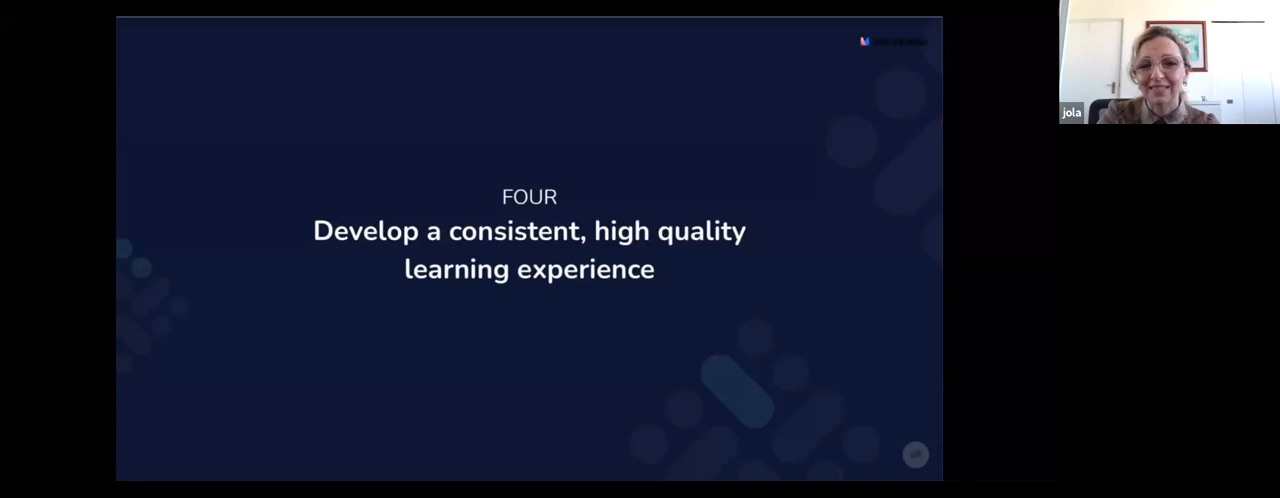 FOUR
Develop a consistent, high quality
learning experience
jola